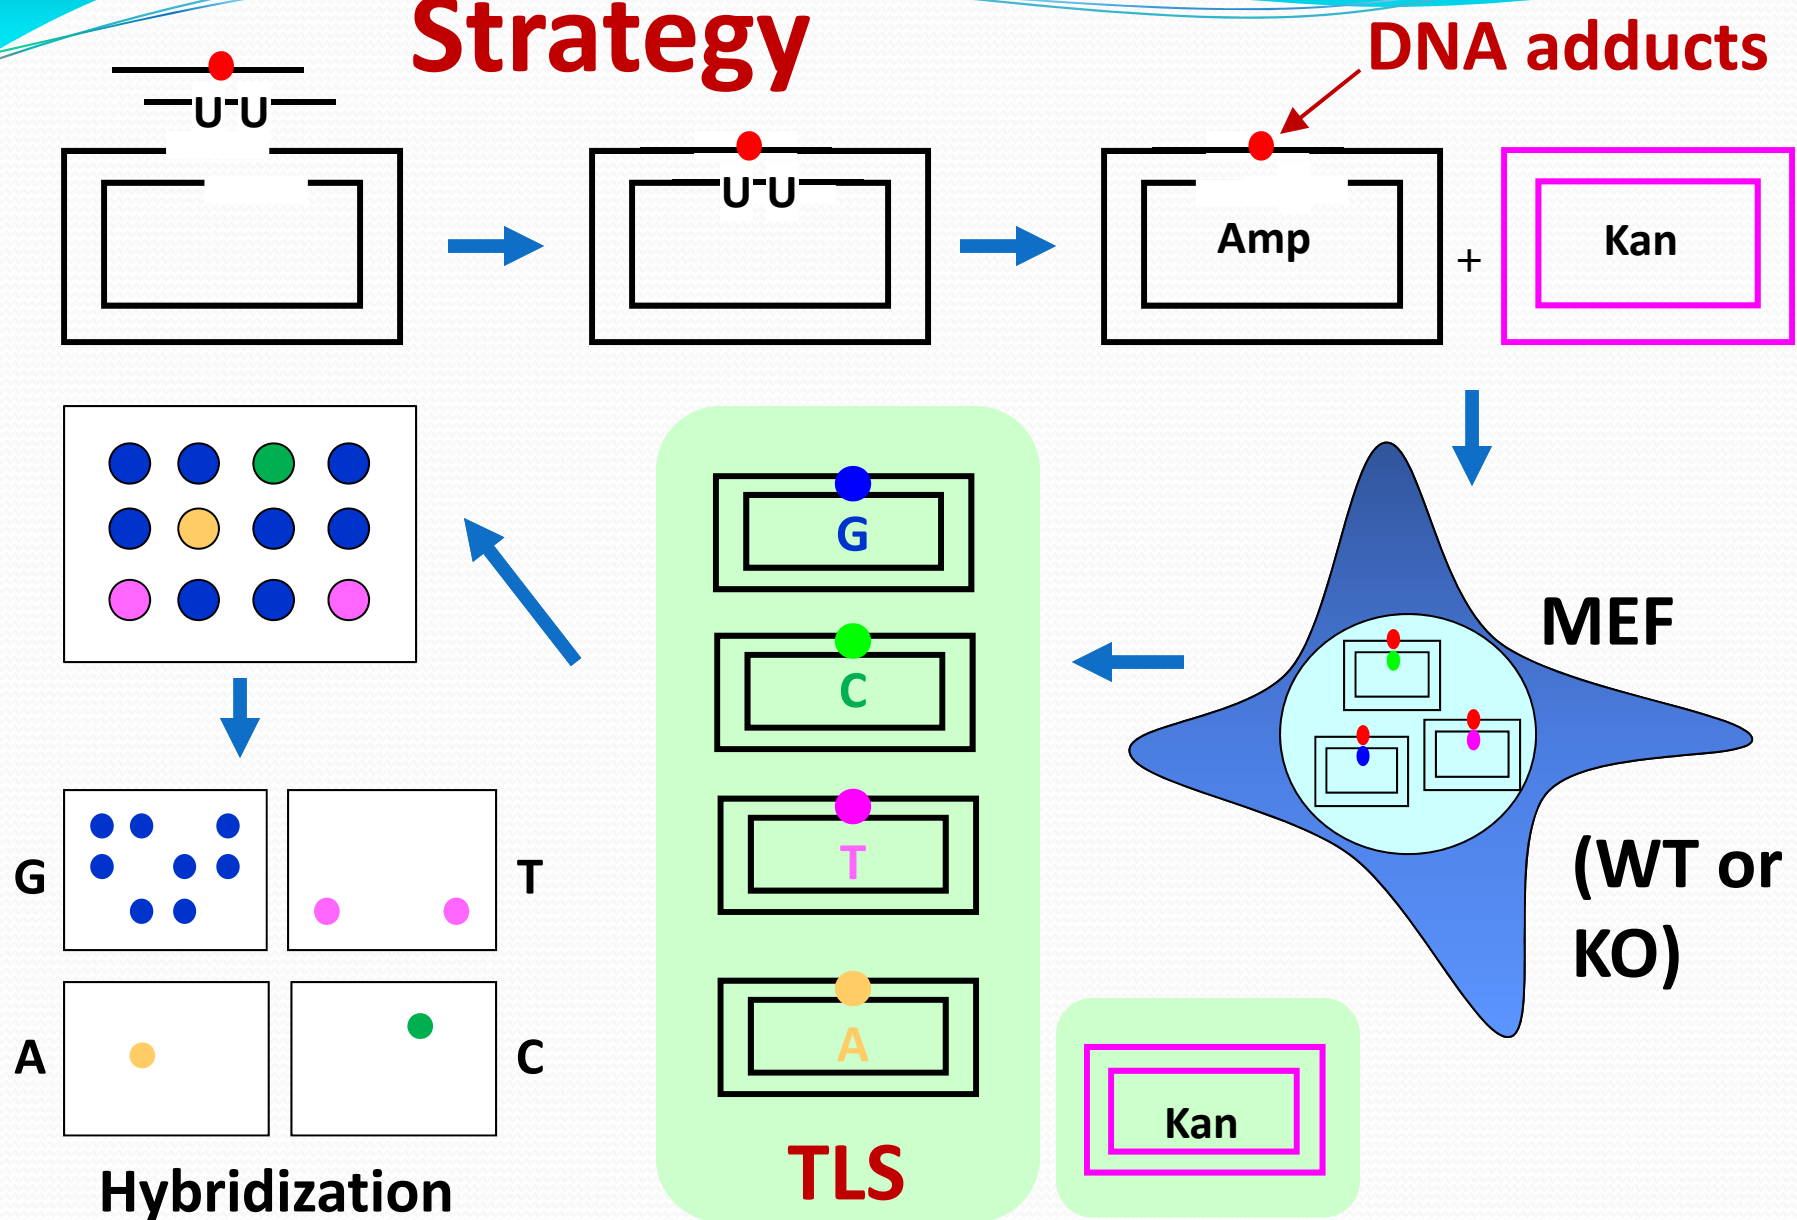 Strategy
DNA adducts
U U
U U
Amp
+
Kan
G
C
T
A
TLS
MEF
(WT or
KO)
Kan
G
T
A
C
Hybridization